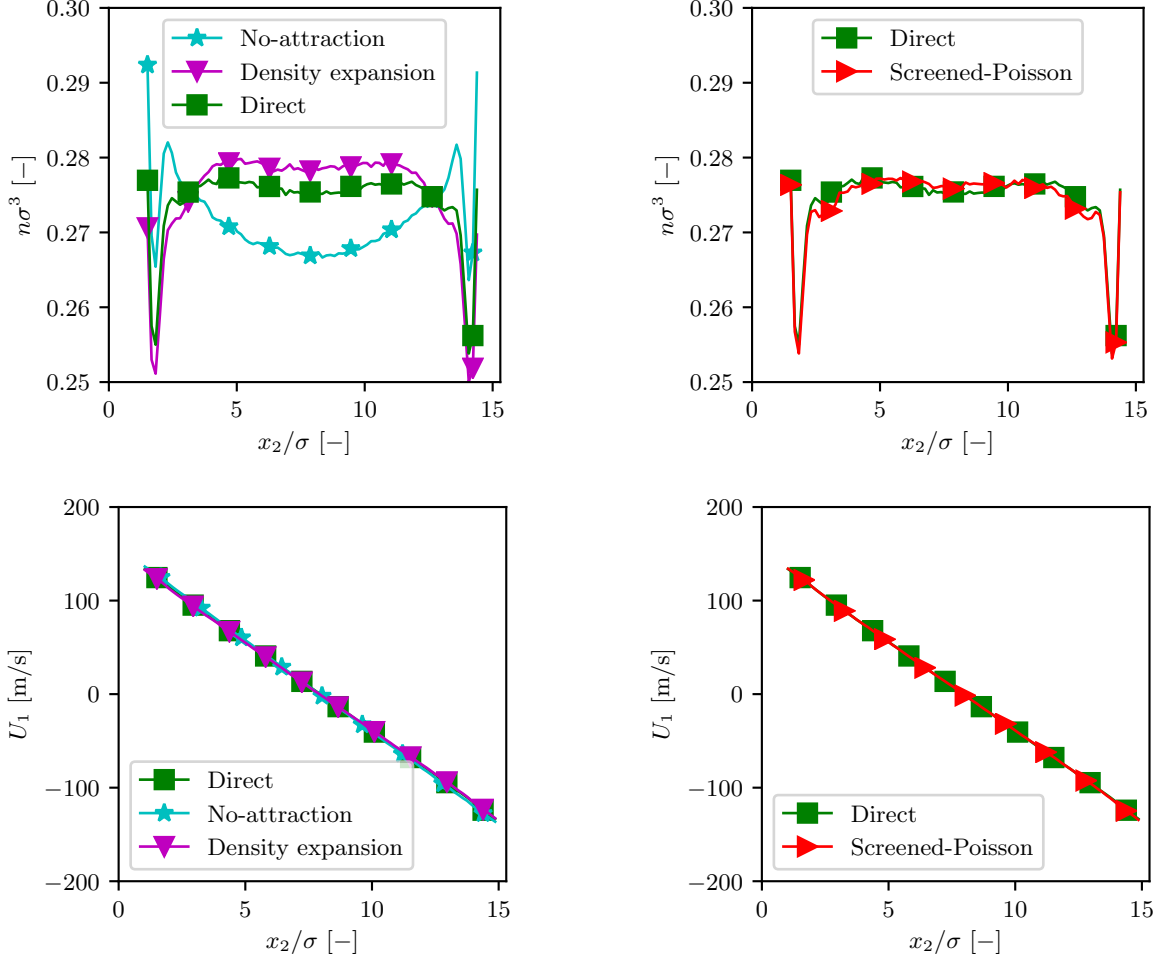 0.30
0.29
0.28
0.27
0.26
0.25
nσ³ [−]
No-attraction
Density expansion
Direct
0 5 10 15
x₂/σ [−]
0.30
0.29
0.28
0.27
0.26
0.25
nσ³ [−]
Direct
Screened-Poisson
0 5 10 15
x₂/σ [−]
200
100
0
−100
−200
U₁ [m/s]
Direct
No-attraction
Density expansion
0 5 10 15
x₂/σ [−]
200
100
0
−100
−200
U₁ [m/s]
Direct
Screened-Poisson
0 5 10 15
x₂/σ [−]